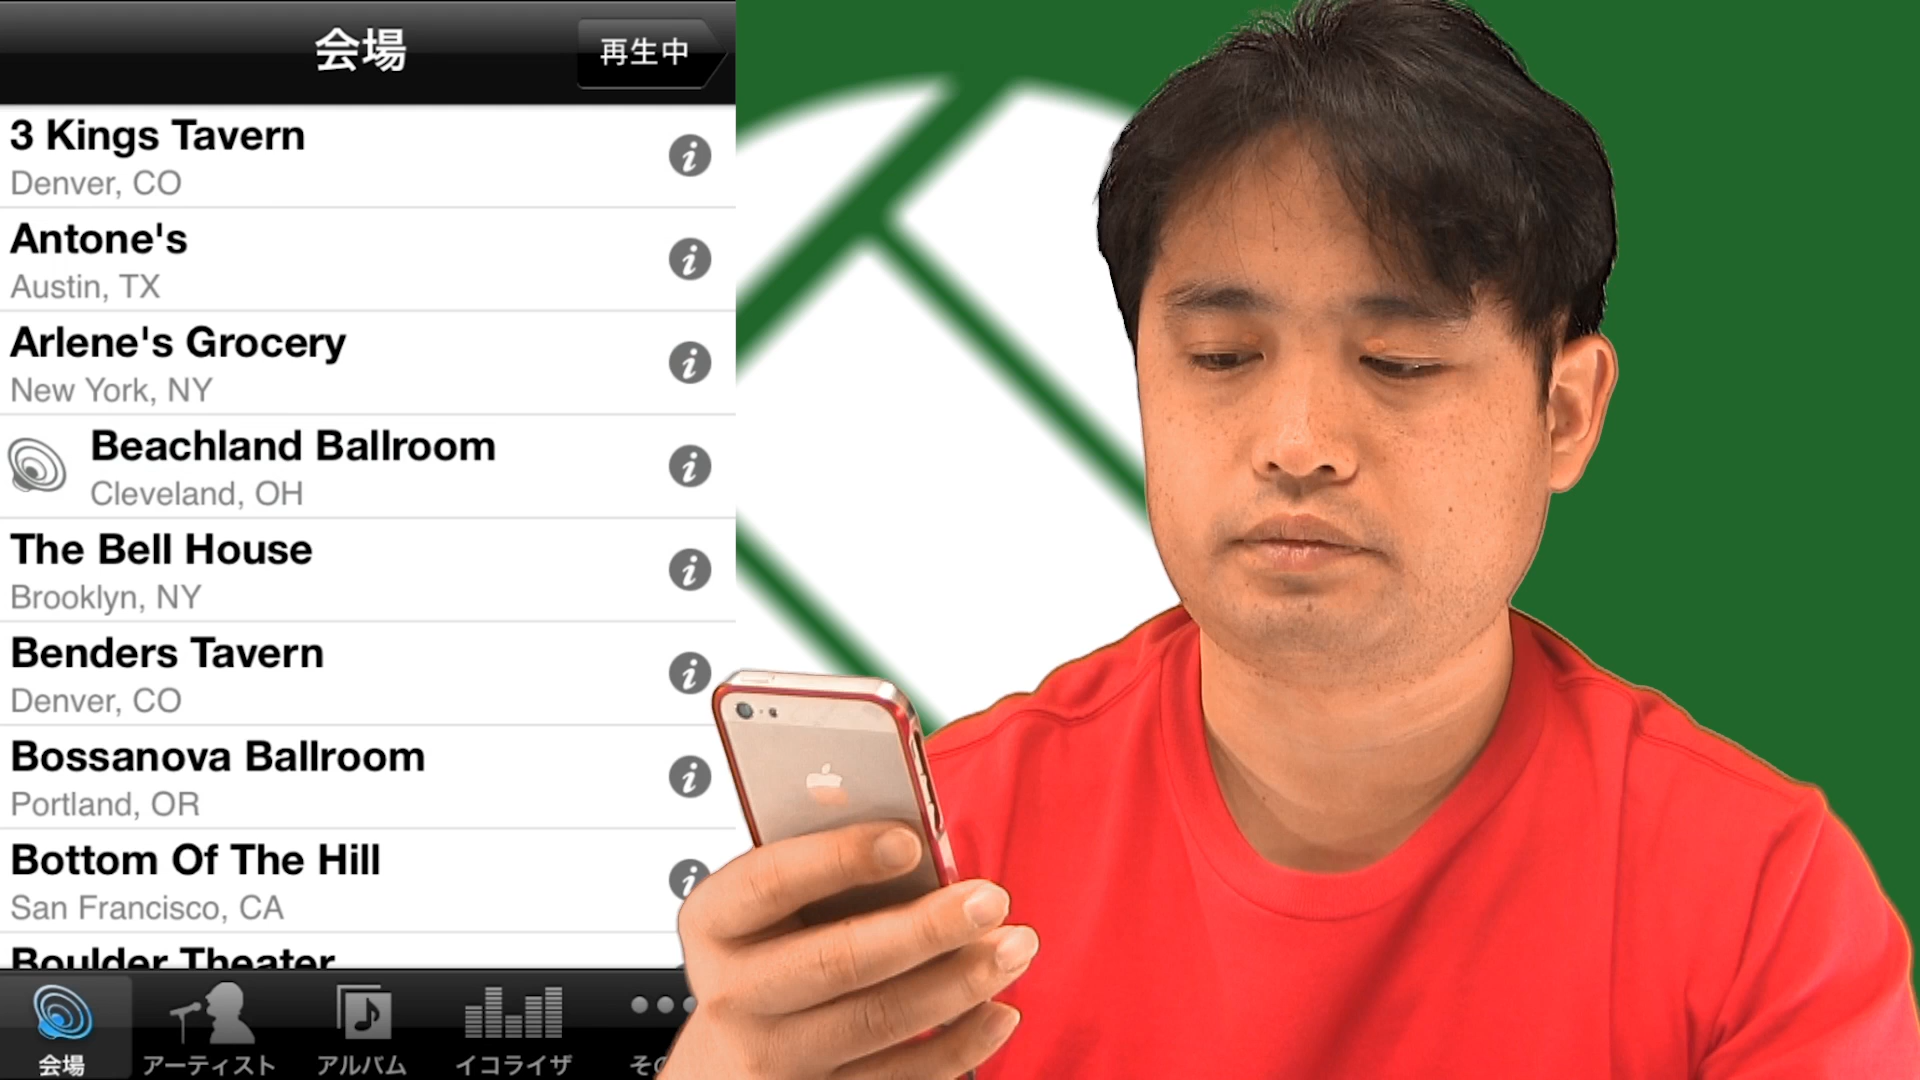 会場
再生中
3 Kings Tavern
Denver, CO
Antone's
Austin, TX
Arlene's Grocery
New York, NY
Beachland Ballroom
Cleveland, OH
The Bell House
Brooklyn, NY
Benders Tavern
Denver, CO
Bossanova Ballroom
Portland, OR
Bottom Of The Hill
San Francisco, CA
Boulder Theater
会場
アーティスト
アルバム
イコライザ